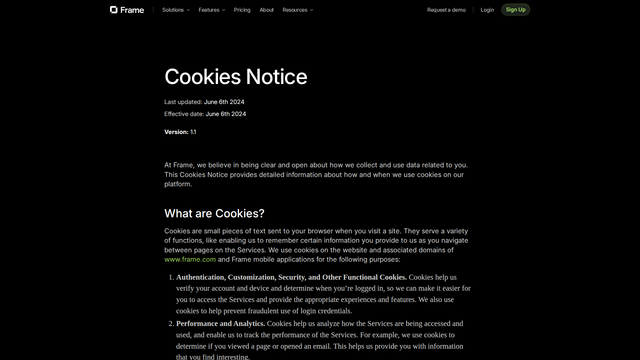 Frame
Solutions
Features
Pricing
About
Resources
Request a demo
Login
Sign Up
Cookies Notice
Last updated: June 6th 2024
Effective date: June 6th 2024
Version: 1.1
At Frame, we believe in being clear and open about how we collect and use data related to you.
This Cookies Notice provides detailed information about how and when we use cookies on our
platform.
What are Cookies?
Cookies are small pieces of text sent to your browser when you visit a site. They serve a variety
of functions, like enabling us to remember certain information you provide to us as you navigate
between pages on the Services. We use cookies on the website and associated domains of
www.frame.com and Frame mobile applications for the following purposes:
1. Authentication, Customization, Security, and Other Functional Cookies. Cookies help us
verify your account and device and determine when you're logged in, so we can make it easier for
you to access the Services and provide the appropriate experiences and features. We also use
cookies to help prevent fraudulent use of login credentials.
2. Performance and Analytics. Cookies help us analyze how the Services are being accessed and
used, and enable us to track the performance of the Services. For example, we use cookies to
determine if you viewed a page or opened an email. This helps us provide you with information
that you find interesting.